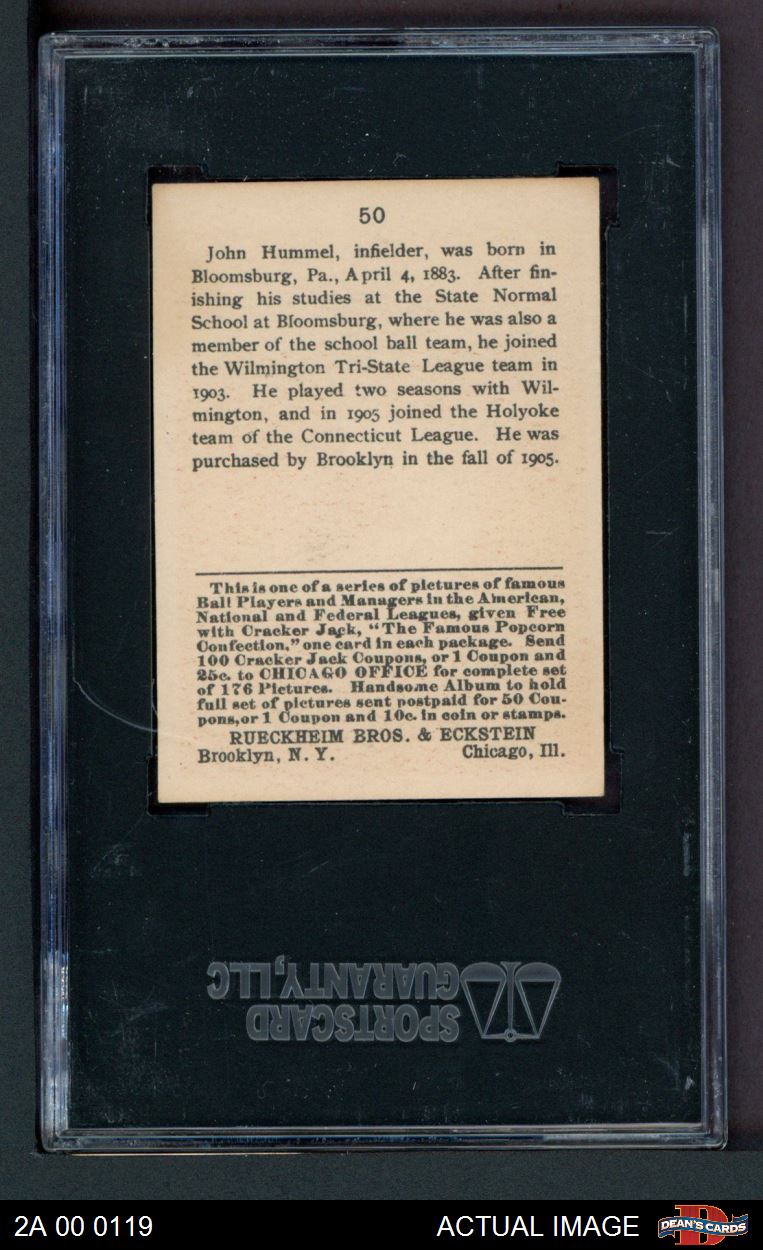 50
John Hummel, infielder, was born in
Bloomsburg, Pa., April 4, 1883. After fin-
ishing his studies at the State Normal
School at Bloomsburg, where he was also a
member of the school ball team, he joined
the Wilmington Tri-State League team in
1903. He played two seasons with Wil-
mington, and in 1905 joined the Holyoke
team of the Connecticut League. He was
purchased by Brooklyn in the fall of 1905.
This is one of a series of pictures of famous
Ball Players and Managers in the American,
National and Federal Leagues, given Free
with Cracker Jack, "The Famous Popcorn
Confection," one card in each package. Send
100 Cracker Jack Coupons, or 1 Coupon and
25c. to CHICAGO OFFICE for complete set
of 176 Pictures. Handsome Album to hold
full set of pictures sent postpaid for 50 Cou-
pons, or 1 Coupon and 10c. in coin or stamps.
RUECKHEIM BROS. & ECKSTEIN
Brooklyn, N. Y. Chicago, Ill.
SPORTSCARD
GUARANTY, LLC
2A 00 0119 ACTUAL IMAGE DEAN'S CARDS